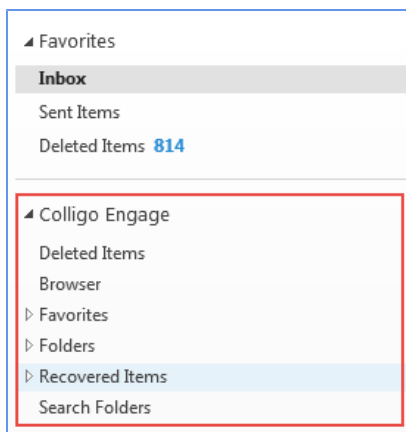 Favorites
Inbox
Sent Items
Deleted Items 814
Colligo Engage
Deleted Items
Browser
Favorites
Folders
Recovered Items
Search Folders